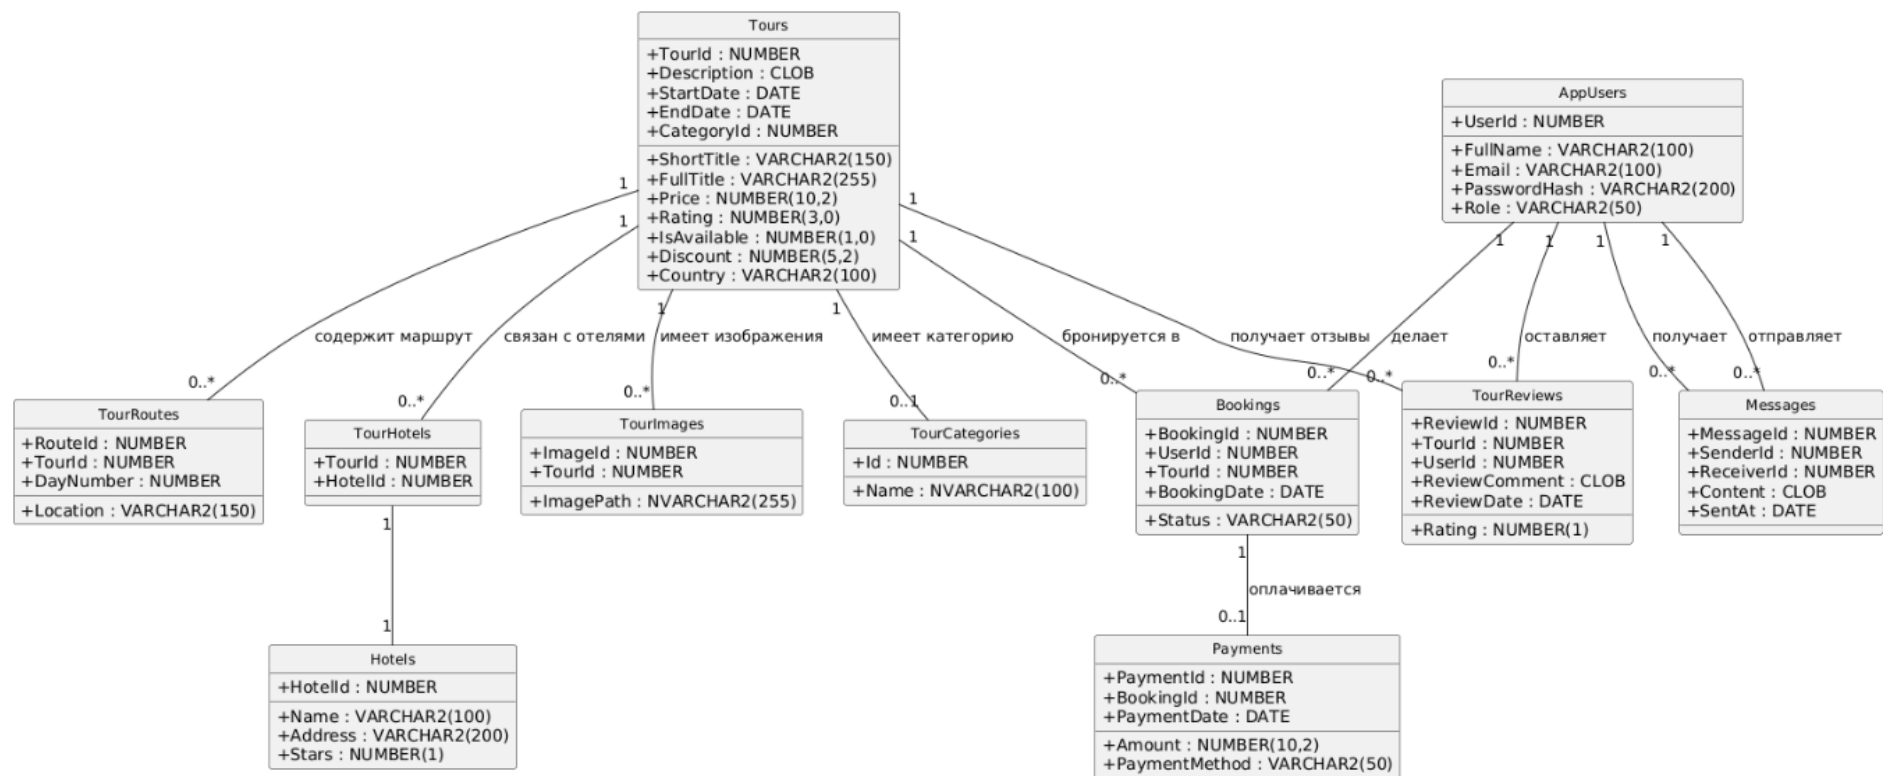 Tours
+TourId : NUMBER
+Description : CLOB
+StartDate : DATE
+EndDate : DATE
+CategoryId : NUMBER
+ShortTitle : VARCHAR2(150)
+FullTitle : VARCHAR2(255)
+Price : NUMBER(10,2)
+Rating : NUMBER(3,0)
+IsAvailable : NUMBER(1,0)
+Discount : NUMBER(5,2)
+Country : VARCHAR2(100)
AppUsers
+UserId : NUMBER
+FullName : VARCHAR2(100)
+Email : VARCHAR2(100)
+PasswordHash : VARCHAR2(200)
+Role : VARCHAR2(50)
1
1
1
1
1
1
1
1
1
1
содержит маршрут
связан с отелями
имеет изображения
имеет категорию
бронируется в
получает отзывы
делает
оставляет
получает
отправляет
0..*
0..*
0..*
0..1
0..*
0..*
0..*
0..*
0..*
0..*
TourRoutes
+RouteId : NUMBER
+TourId : NUMBER
+DayNumber : NUMBER
+Location : VARCHAR2(150)
TourHotels
+TourId : NUMBER
+HotelId : NUMBER
TourImages
+ImageId : NUMBER
+TourId : NUMBER
+ImagePath : NVARCHAR2(255)
TourCategories
+Id : NUMBER
+Name : NVARCHAR2(100)
Bookings
+BookingId : NUMBER
+UserId : NUMBER
+TourId : NUMBER
+BookingDate : DATE
+Status : VARCHAR2(50)
TourReviews
+ReviewId : NUMBER
+TourId : NUMBER
+UserId : NUMBER
+ReviewComment : CLOB
+ReviewDate : DATE
+Rating : NUMBER(1)
Messages
+MessageId : NUMBER
+SenderId : NUMBER
+ReceiverId : NUMBER
+Content : CLOB
+SentAt : DATE
1
1
1
оплачивается
0..1
Hotels
+HotelId : NUMBER
+Name : VARCHAR2(100)
+Address : VARCHAR2(200)
+Stars : NUMBER(1)
Payments
+PaymentId : NUMBER
+BookingId : NUMBER
+PaymentDate : DATE
+Amount : NUMBER(10,2)
+PaymentMethod : VARCHAR2(50)